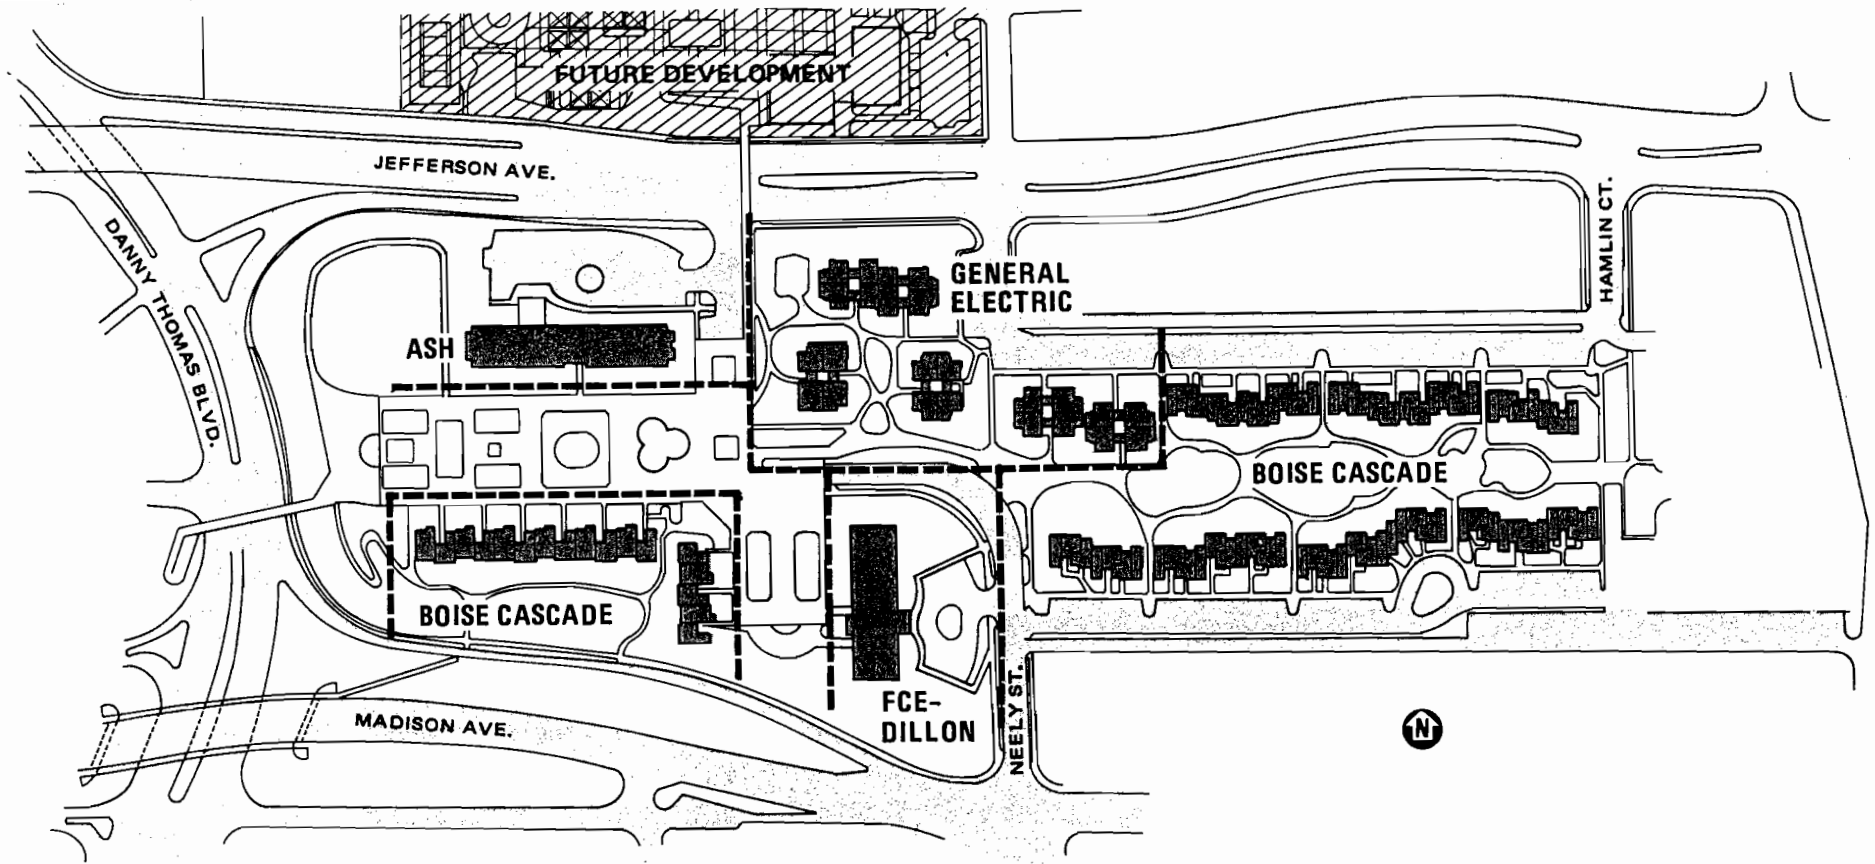 FUTURE DEVELOPMENT
JEFFERSON AVE.
DANNY THOMAS BLVD.
HAMLIN CT.
GENERAL
ELECTRIC
ASH
BOISE CASCADE
BOISE CASCADE
FCE-
DILLON
NEELY ST.
MADISON AVE.
N